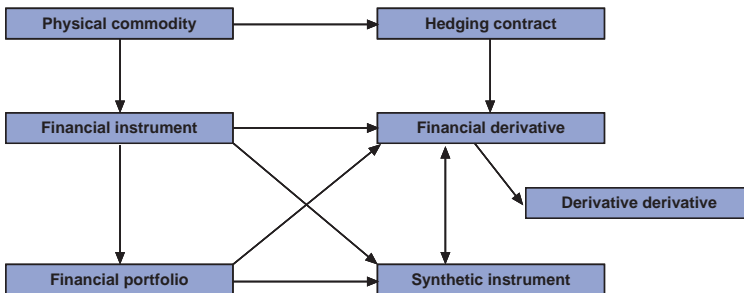 Physical commodity
Hedging contract
Financial instrument
Financial derivative
Derivative derivative
Financial portfolio
Synthetic instrument